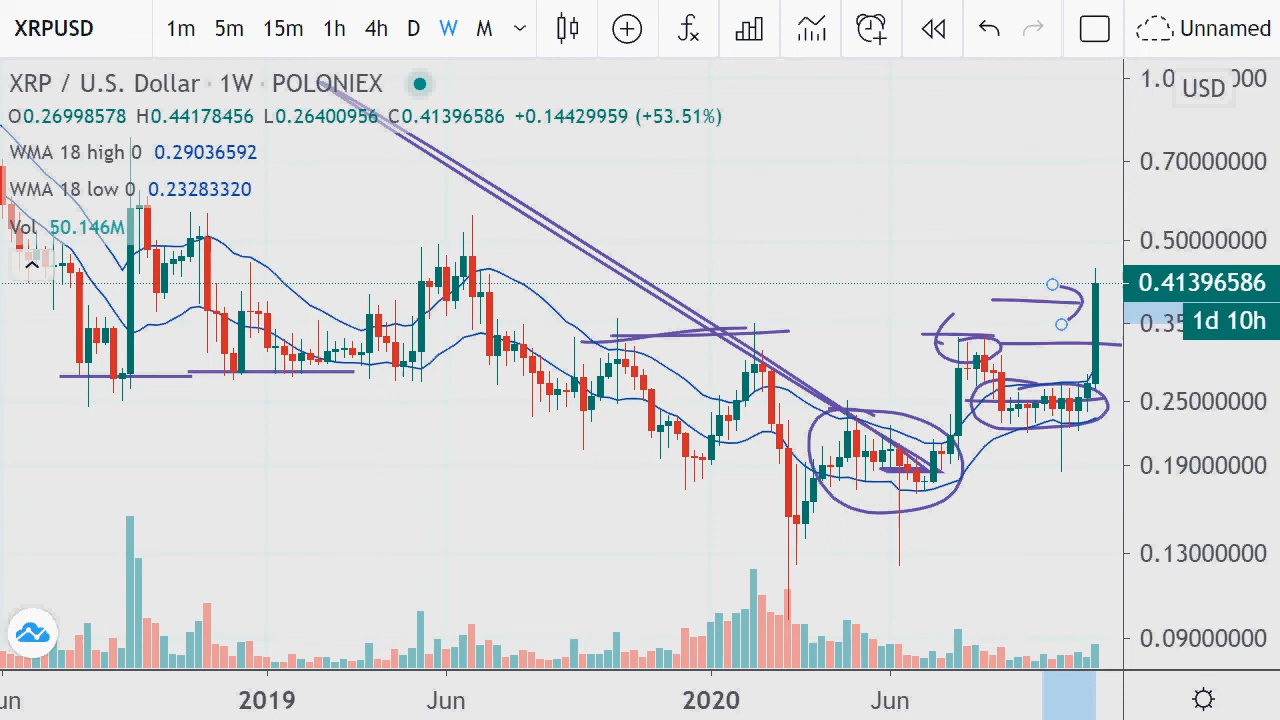 XRPUSD 1m 5m 15m 1h 4h D W M Unnamed
XRP / U.S. Dollar · 1W · POLONIEX
O0.26998578 H0.44178456 L0.26400956 C0.41396586 +0.14429959 (+53.51%)
WMA 18 high 0 0.29036592
WMA 18 low 0 0.23283320
Vol 50.146M
USD
0.70000000
0.50000000
0.41396586
1d 10h
0.25000000
0.19000000
0.13000000
0.09000000
2019 Jun 2020 Jun